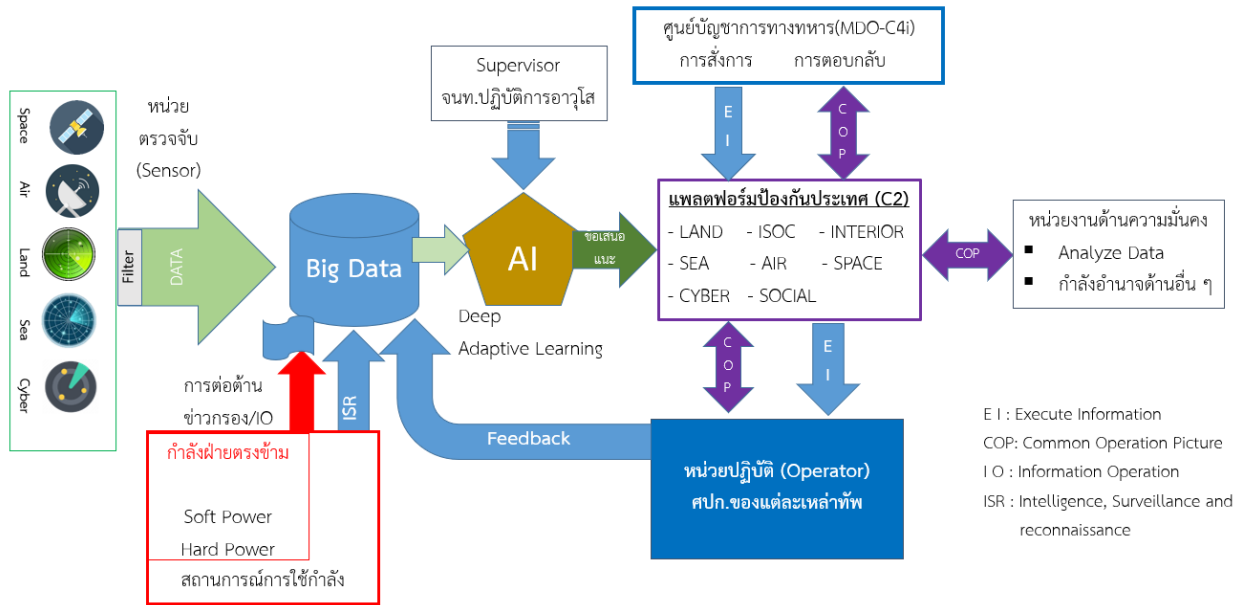 Space
Air
Land
Sea
Cyber
หน่วย
ตรวจจับ
(Sensor)
Filter
DATA
Big Data
Supervisor
จนท.ปฏิบัติการอาวุโส
AI
Deep
Adaptive Learning
ขอเสนอ
แนะ
ศูนย์บัญชาการทางทหาร(MDO-C4i)
การสั่งการ การตอบกลับ
E I
COP
แพลตฟอร์มป้องกันประเทศ (C2)
- LAND - ISOC - INTERIOR
- SEA - AIR - SPACE
- CYBER - SOCIAL
COP
หน่วยงานด้านความมั่นคง
▪ Analyze Data
▪ กำลังอำนาจด้านอื่น ๆ
COP
E I
การต่อต้าน
ข่าวกรอง/IO
ISR
Feedback
กำลังฝ่ายตรงข้าม
Soft Power
Hard Power
สถานการณ์การใช้กำลัง
หน่วยปฏิบัติ (Operator)
ศปก.ของแต่ละเหล่าทัพ
E I : Execute Information
COP: Common Operation Picture
I O : Information Operation
ISR : Intelligence, Surveillance and
reconnaissance